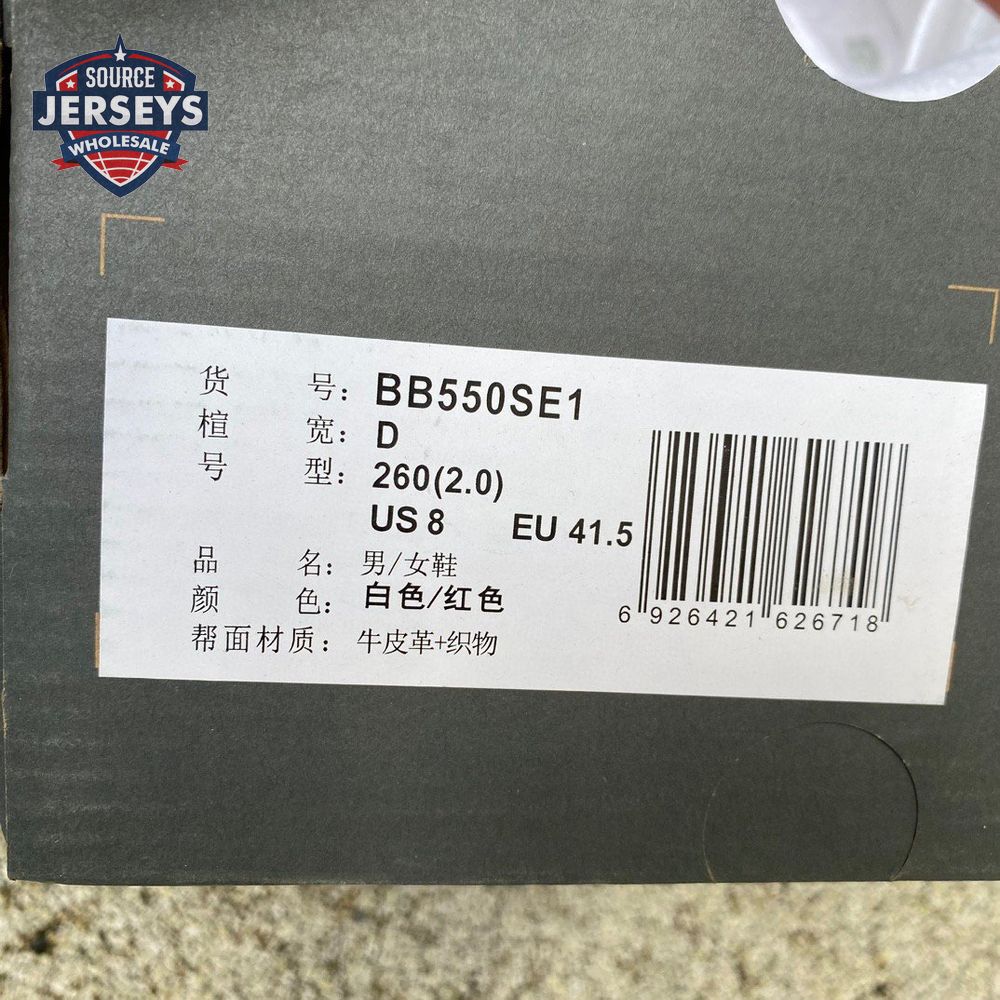 SOURCE
JERSEYS
WHOLESALE
货 号: BB550SE1
楦 宽: D
号 型: 260(2.0)
US 8 EU 41.5
品 名: 男/女鞋
颜 色: 白色/红色
帮面材质: 牛皮革+织物
6 926421 626718